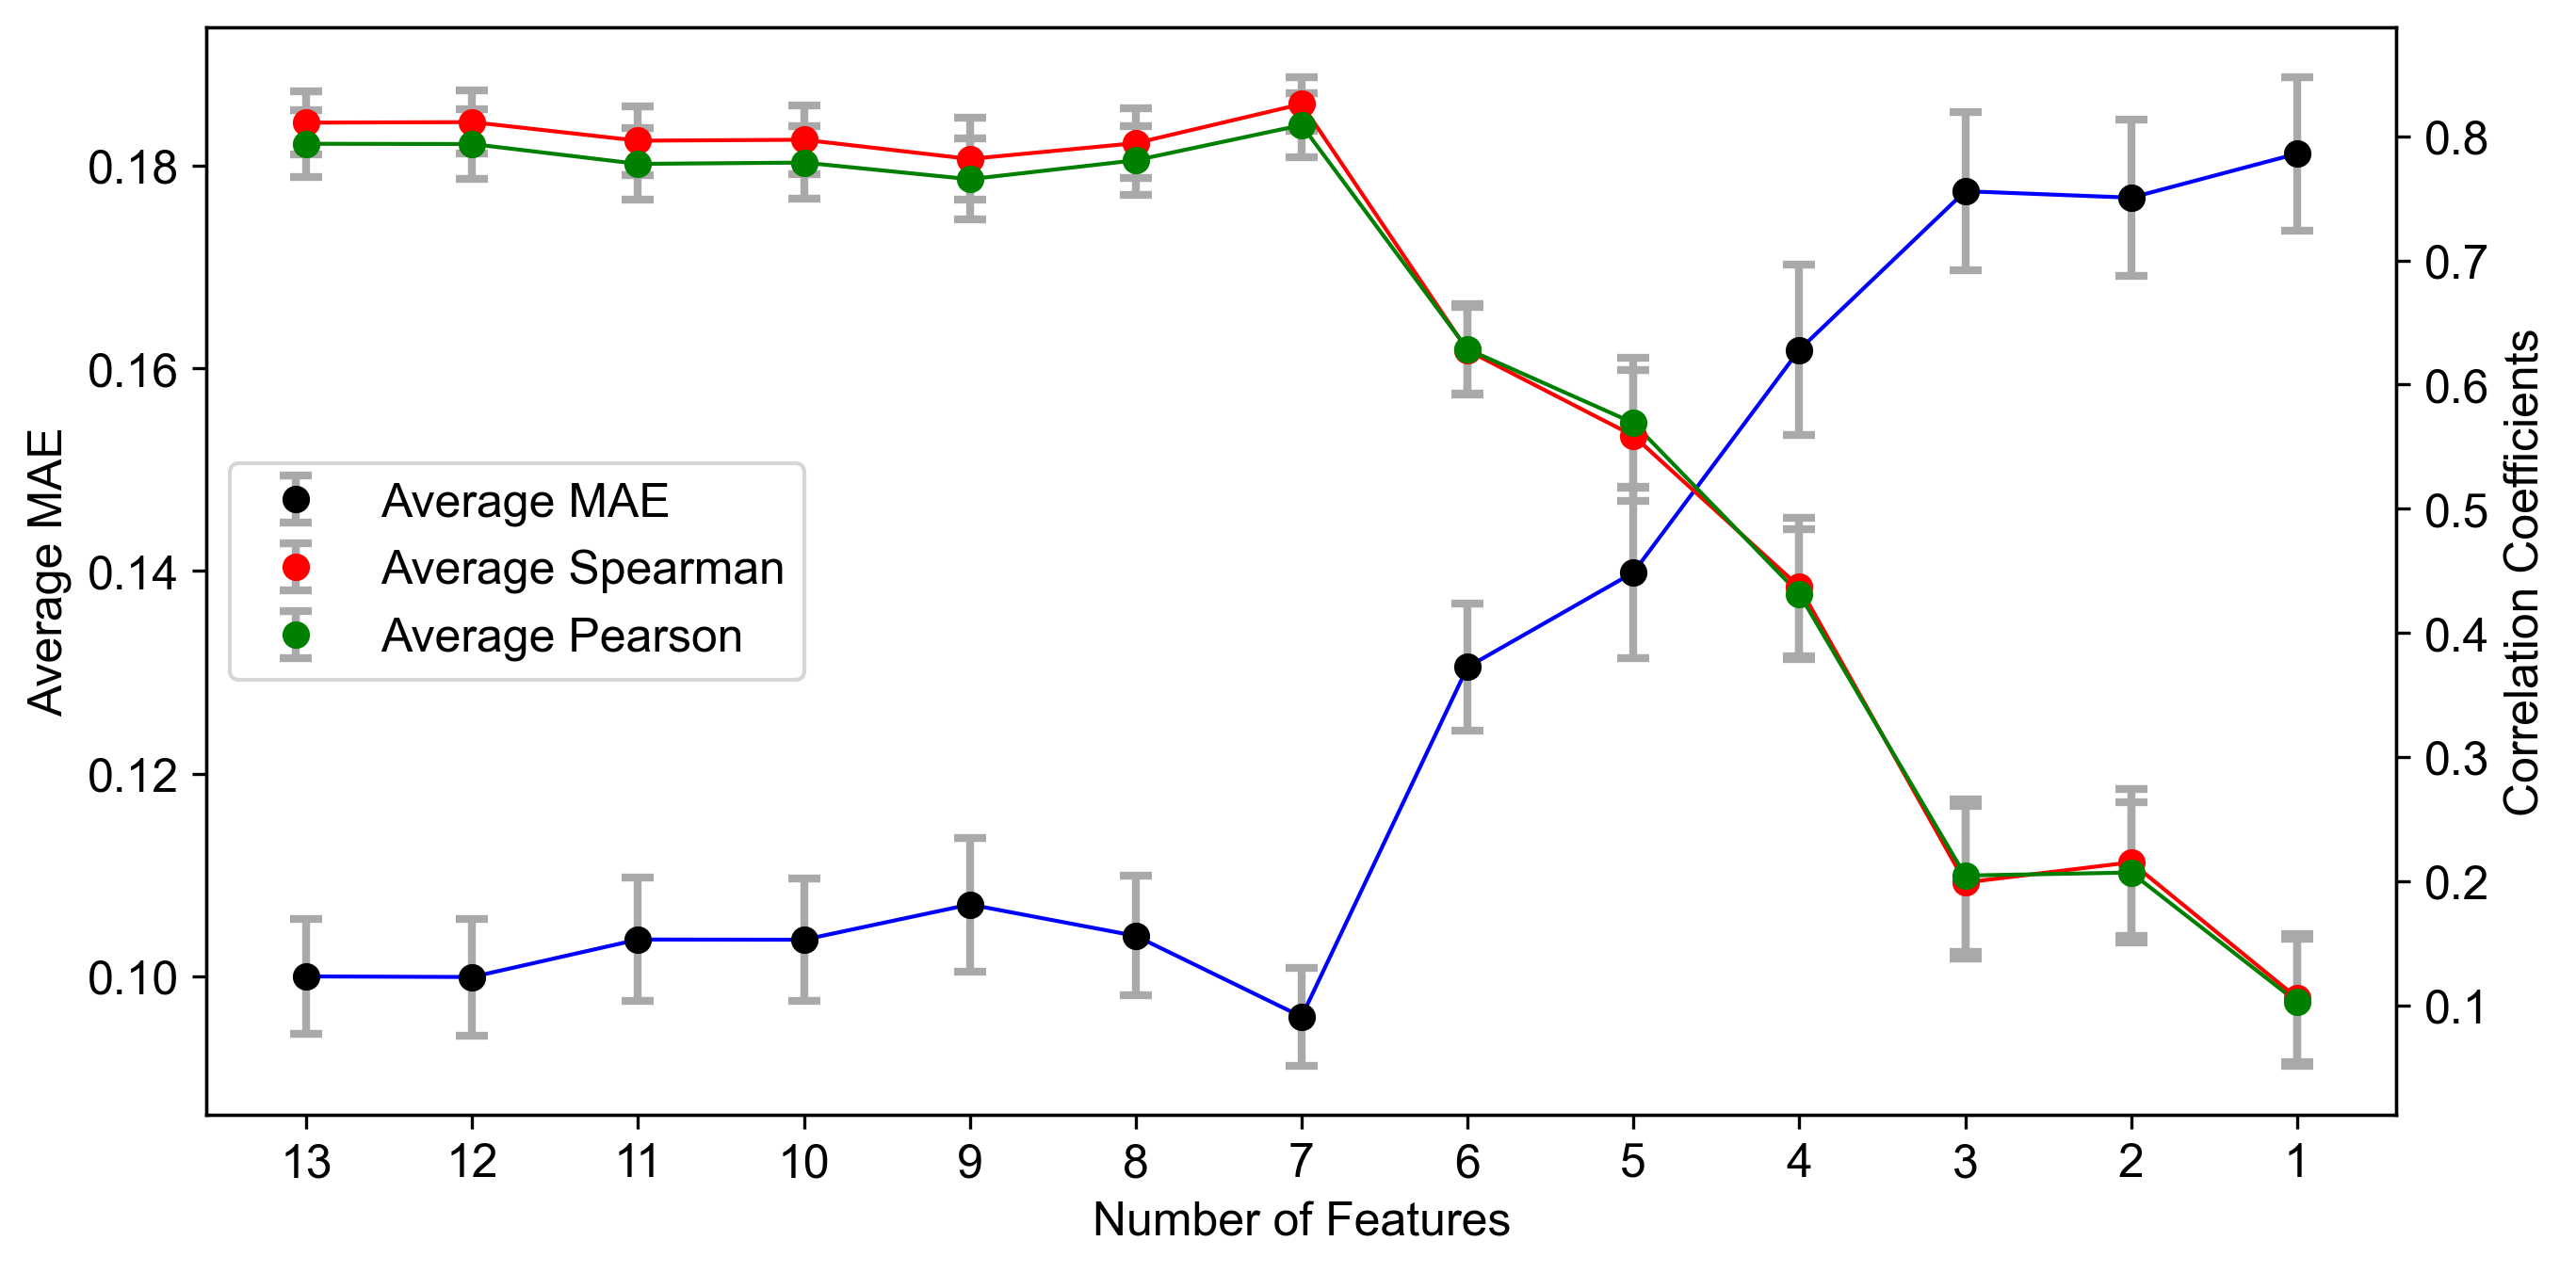 Average MAE
0.18
0.16
0.14
0.12
0.10
Average MAE
Average Spearman
Average Pearson
0.8
0.7
0.6
0.5
0.4
0.3
0.2
0.1
Correlation Coefficients
13 12 11 10 9 8 7 6 5 4 3 2 1
Number of Features